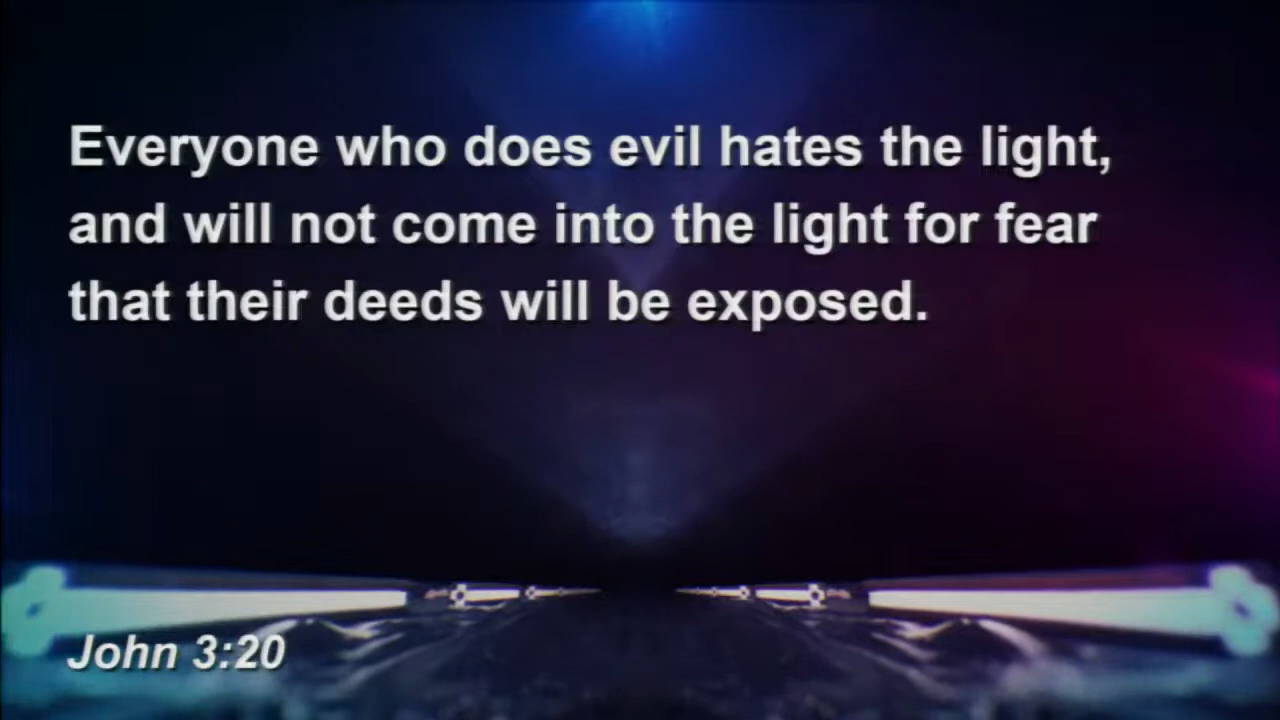 Everyone who does evil hates the light,
and will not come into the light for fear
that their deeds will be exposed.
John 3:20